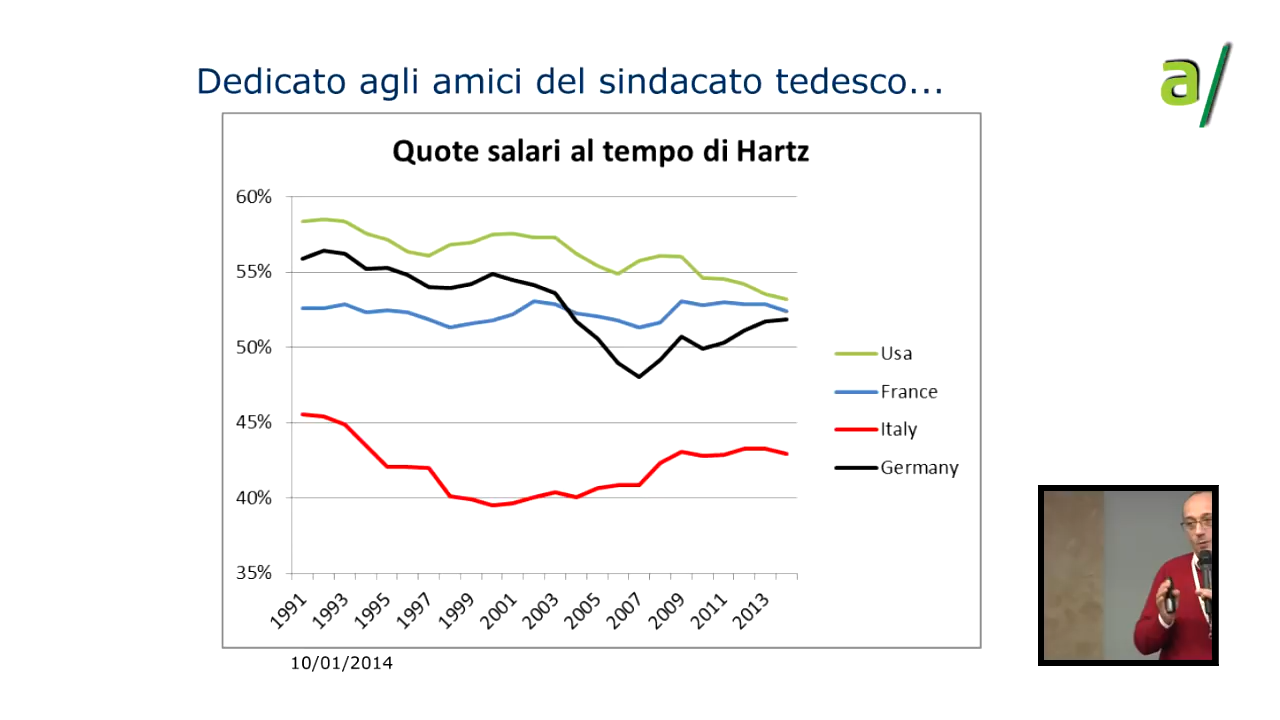 Dedicato agli amici del sindacato tedesco...
a/
Quote salari al tempo di Hartz
60%
55%
50%
45%
40%
35%
1991
1993
1995
1997
1999
2001
2003
2005
2007
2009
2011
2013
Usa
France
Italy
Germany
10/01/2014